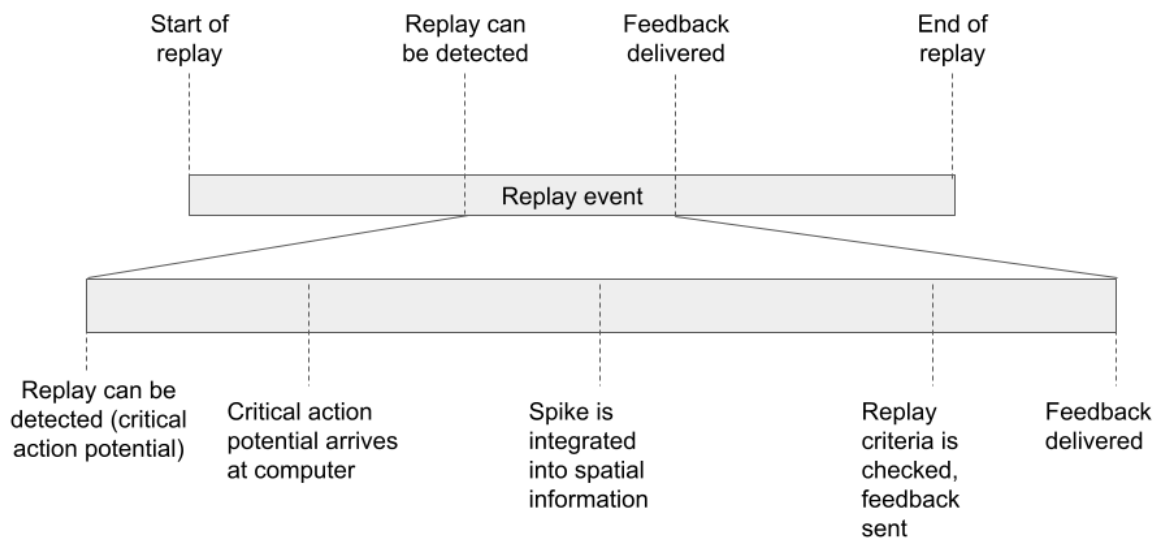 Start of
replay
Replay can
be detected
Feedback
delivered
End of
replay
Replay event
Replay can be
detected (critical
action potential)
Critical action
potential arrives
at computer
Spike is
integrated
into spatial
information
Replay
criteria is
checked,
feedback
sent
Feedback
delivered